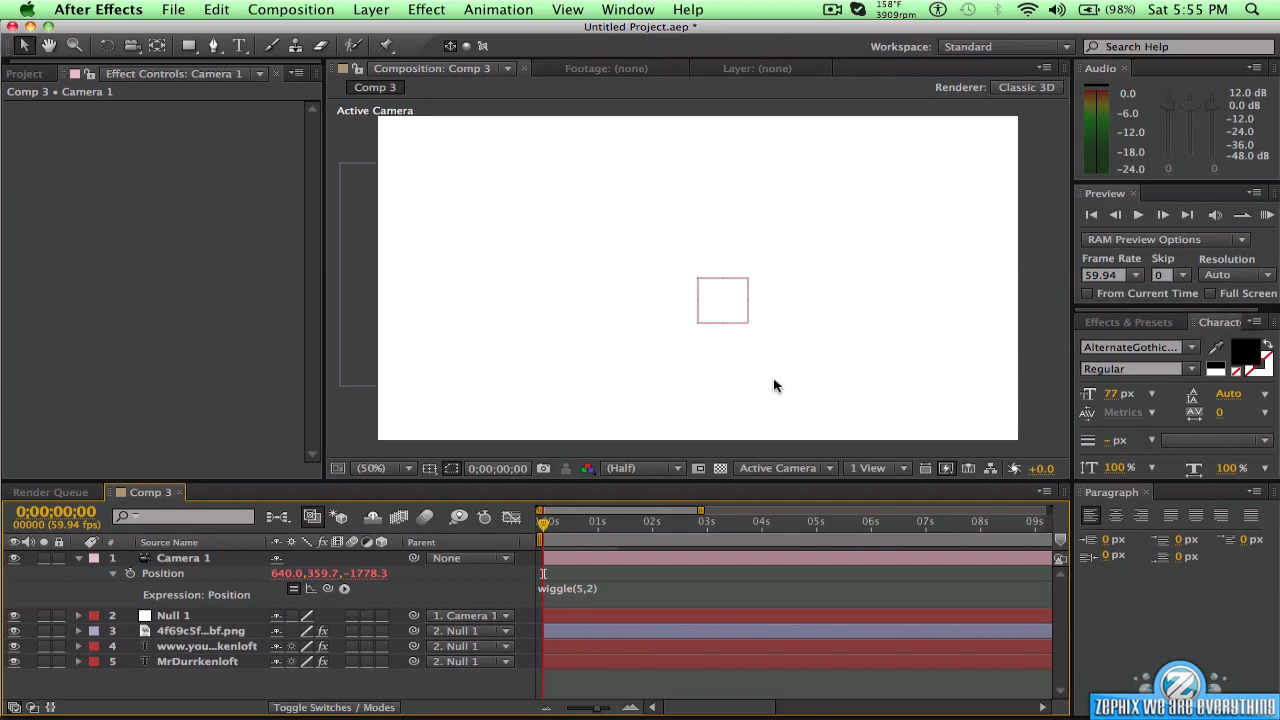 After Effects File Edit Composition Layer Effect Animation View Window Help 158°F 3909rpm (98%) Sat 5:55 PM
Untitled Project.aep *
Workspace: Standard Search Help
Project Effect Controls: Camera 1 Composition: Comp 3 Footage: (none) Layer: (none) Audio
Comp 3 • Camera 1
Comp 3 Renderer: Classic 3D
Active Camera
0.0 12.0 dB
0.0 dB
-6.0 -12.0
-12.0 -24.0
-36.0
-18.0 -48.0 dB
-24.0 0 0
Preview
RAM Preview Options
Frame Rate Skip Resolution
59.94 0 Auto
From Current Time Full Screen
Effects & Presets Charact
AlternateGothic...
Regular
77 px Auto
Metrics 0
- px
100 % 100 %
(50%) 0;00;00;00 (Half) Active Camera 1 View +0.0
Render Queue Comp 3 Paragraph
0;00;00;00
00000 (59.94 fps)
:00s 01s 02s 03s 04s 05s 06s 07s 08s 09s
# Source Name Parent
0 px 0 px 0 px
0 px 0 px
1 Camera 1 None
Position 640.0,359.7,-1778.3
Expression: Position wiggle(5,2)
2 Null 1 1. Camera 1
3 4f69c5f...bf.png 2. Null 1
4 www.you...kenloft 2. Null 1
5 MrDurrkenloft 2. Null 1
Toggle Switches / Modes
ZEPHIX WE ARE EVERYTHING